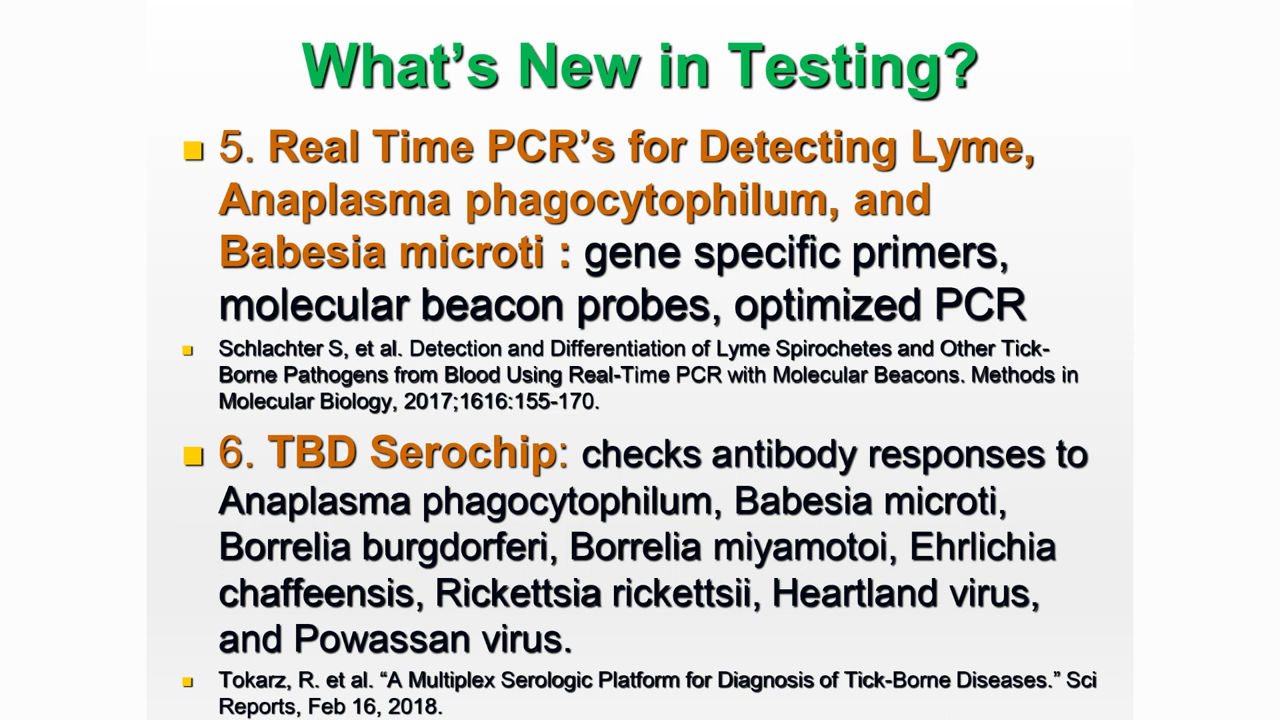 What's New in Testing?
5. Real Time PCR's for Detecting Lyme,
Anaplasma phagocytophilum, and
Babesia microti : gene specific primers,
molecular beacon probes, optimized PCR
Schlachter S, et al. Detection and Differentiation of Lyme Spirochetes and Other Tick-
Borne Pathogens from Blood Using Real-Time PCR with Molecular Beacons. Methods in
Molecular Biology, 2017;1616:155-170.
6. TBD Serochip: checks antibody responses to
Anaplasma phagocytophilum, Babesia microti,
Borrelia burgdorferi, Borrelia miyamotoi, Ehrlichia
chaffeensis, Rickettsia rickettsii, Heartland virus,
and Powassan virus.
Tokarz, R. et al. “A Multiplex Serologic Platform for Diagnosis of Tick-Borne Diseases.” Sci
Reports, Feb 16, 2018.